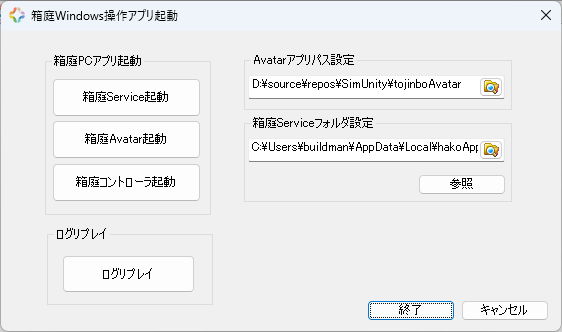 箱庭Windows操作アプリ起動
箱庭PCアプリ起動
箱庭Service起動
箱庭Avatar起動
箱庭コントローラ起動
ログリプレイ
ログリプレイ
Avatarアプリパス設定
D:¥source¥repos¥SimUnity¥tojinboAvatar
箱庭Serviceフォルダ設定
C:¥Users¥buildman¥AppData¥Local¥hakoApp
参照
終了
キャンセル